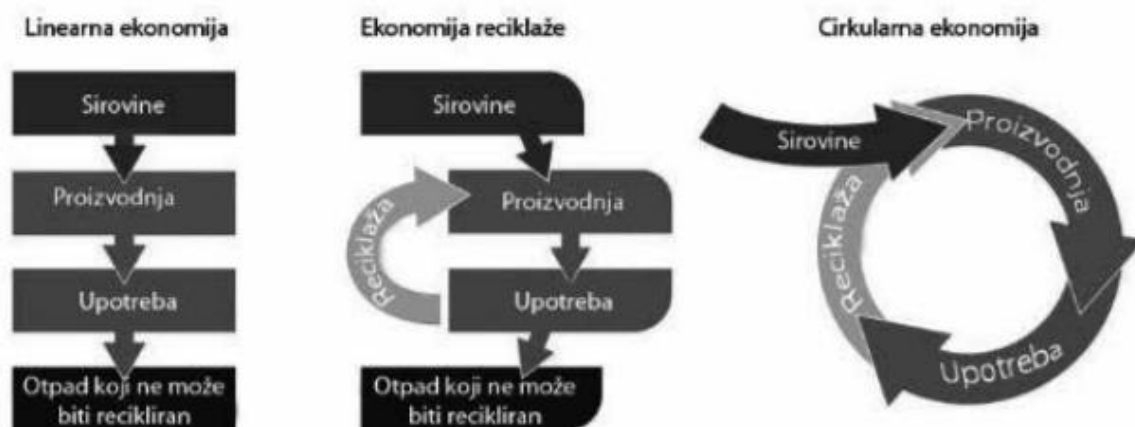 Linearna ekonomija
Sirovine
Proizvodnja
Upotreba
Otpad koji ne može
biti recikliran
Ekonomija reciklaže
Sirovine
Proizvodnja
Reciklaža
Upotreba
Otpad koji ne može
biti recikliran
Cirkularna ekonomija
Sirovine
Proizvodnja
Upotreba
Reciklaža